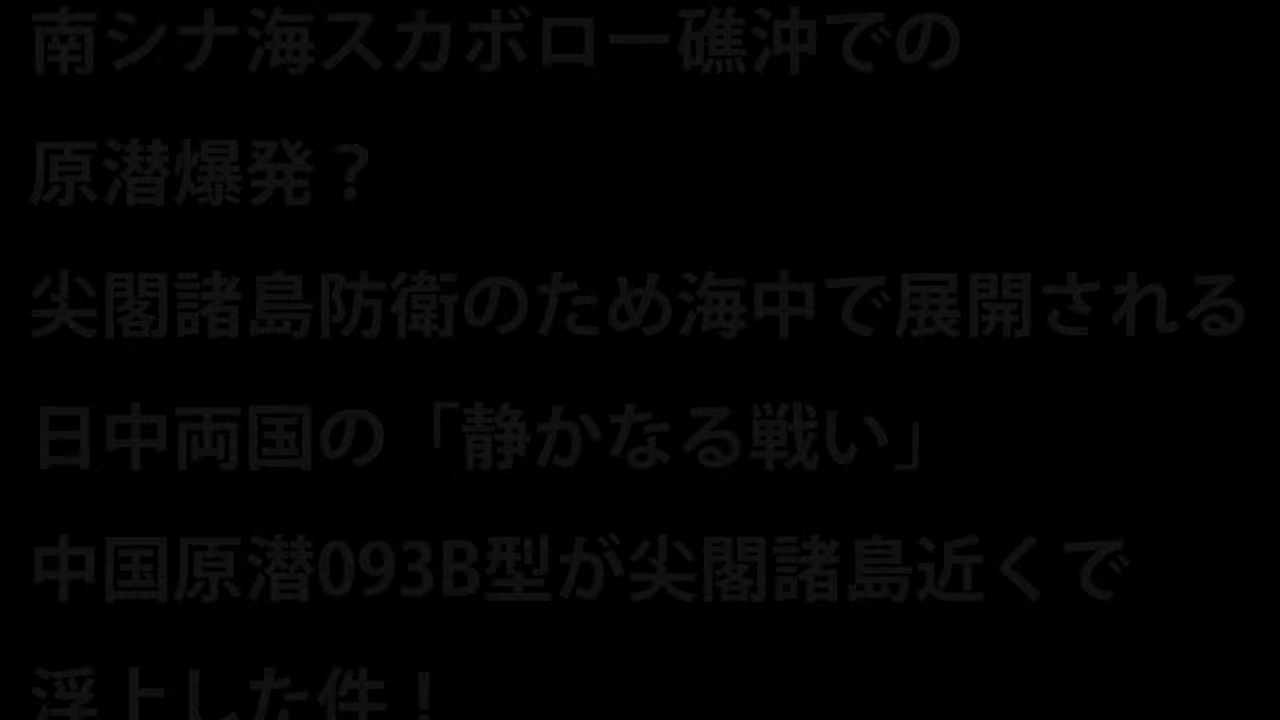 南シナ海スカボロー礁沖での
原潜爆発？
尖閣諸島防衛のため海中で展開される
日中両国の「静かなる戦い」
中国原潜093B型が尖閣諸島近くで
浮上した件！